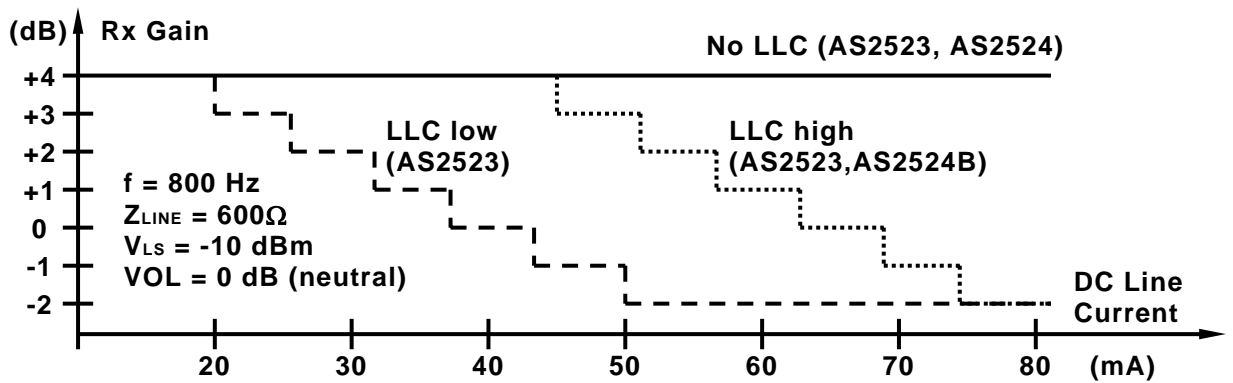 (dB) Rx Gain
No LLC (AS2523, AS2524)
+4
+3
+2
+1
0
-1
-2
LLC low
(AS2523)
LLC high
(AS2523,AS2524B)
f = 800 Hz
ZLINE = 600Ω
VLS = -10 dBm
VOL = 0 dB (neutral)
DC Line
Current
20 30 40 50 60 70 80 (mA)